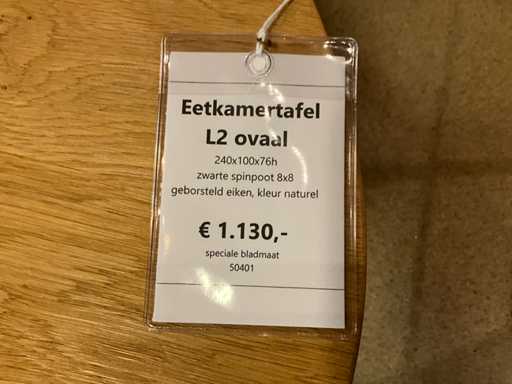 Eetkamertafel
L2 ovaal
240x100x76h
zwarte spinpoot 8x8
geborsteld eiken, kleur naturel
€ 1.130,-
speciale bladmaat
50401